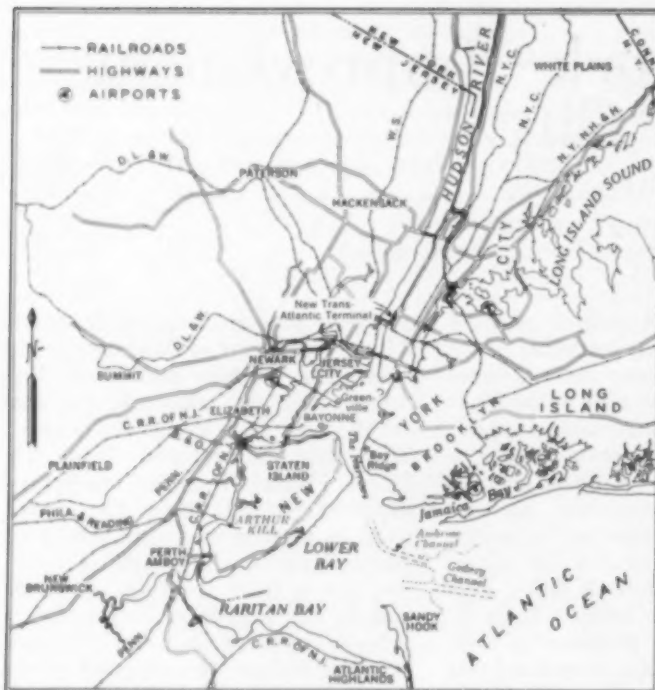 RAILROADS
HIGHWAYS
AIRPORTS
NEW YORK
NEW JERSEY
HUDSON RIVER
N.Y.C.
N.Y.C.
WHITE PLAINS
CONN.
N.Y.
W.S.
N.Y. NH & H
D.L. & W.
PATERSON
HACKENSACK
CITY
LONG ISLAND SOUND
New Trans-
Atlantic Terminal
N
D.L. & W.
NEWARK
JERSEY
CITY
SUMMIT
Green-
ville
LONG
ISLAND
C.R.R. OF N.J.
ELIZABETH
BAYONNE
YORK
BROOKLYN
B. & O.
Bay
Ridge
PLAINFIELD
PENN.
C.R.R. OF N.J.
STATEN
ISLAND
NEW
Jamaica
Bay
PHILA. & READING
ARTHUR
KILL
Ambrose
Channel
LOWER
BAY
PERTH
AMBOY
Gedney
Channel
NEW
BRUNSWICK
RARITAN BAY
ATLANTIC
OCEAN
SANDY
HOOK
PENN.
C.R.R. OF N.J.
ATLANTIC
HIGHLANDS